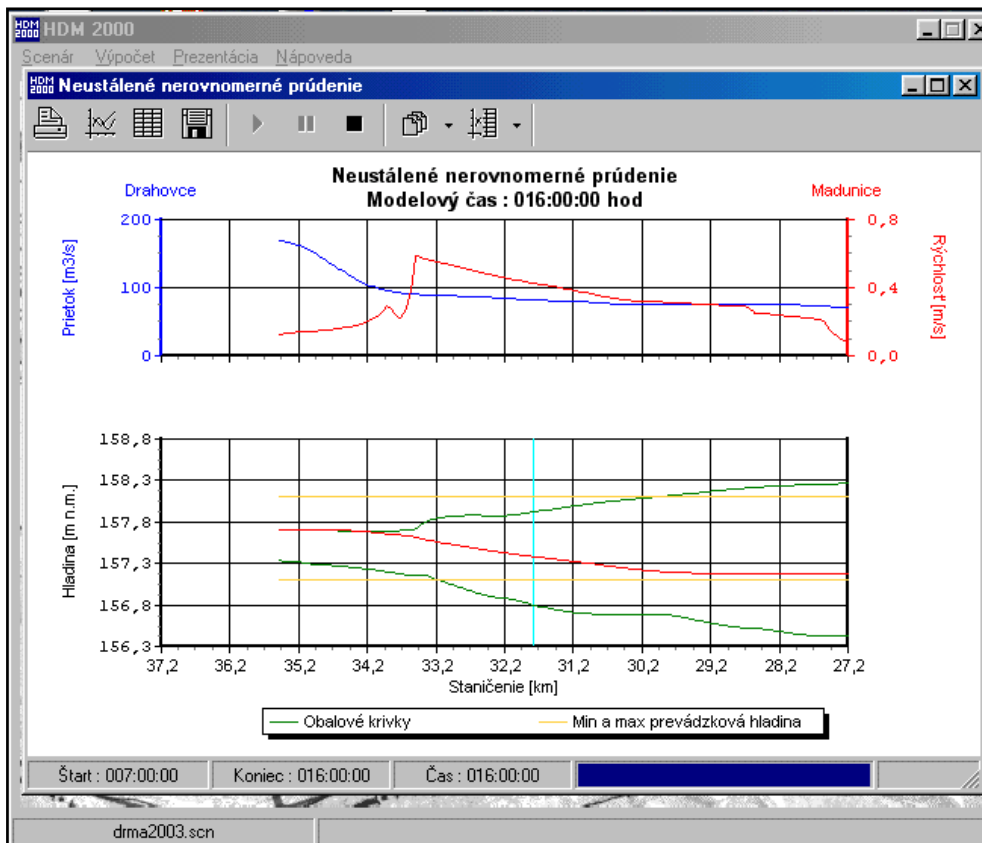 HDM 2000
HDM 2000
Scenár Výpočet Prezentácia Nápoveda
HDM 2000 Neustálené nerovnomerné prúdenie
Neustálené nerovnomerné prúdenie
Modelový čas : 016:00:00 hod
Drahovce
Madunice
Prietok [m3/s]
200
100
0
0,8
0,4
0,0
Rýchlosť [m/s]
Hladina [m n.m.]
158,8
158,3
157,8
157,3
156,8
156,3
37,2 36,2 35,2 34,2 33,2 32,2 31,2 30,2 29,2 28,2 27,2
Staničenie [km]
Obalové krivky Min a max prevádzková hladina
Štart : 007:00:00 Koniec : 016:00:00 Čas : 016:00:00
drma2003.scn